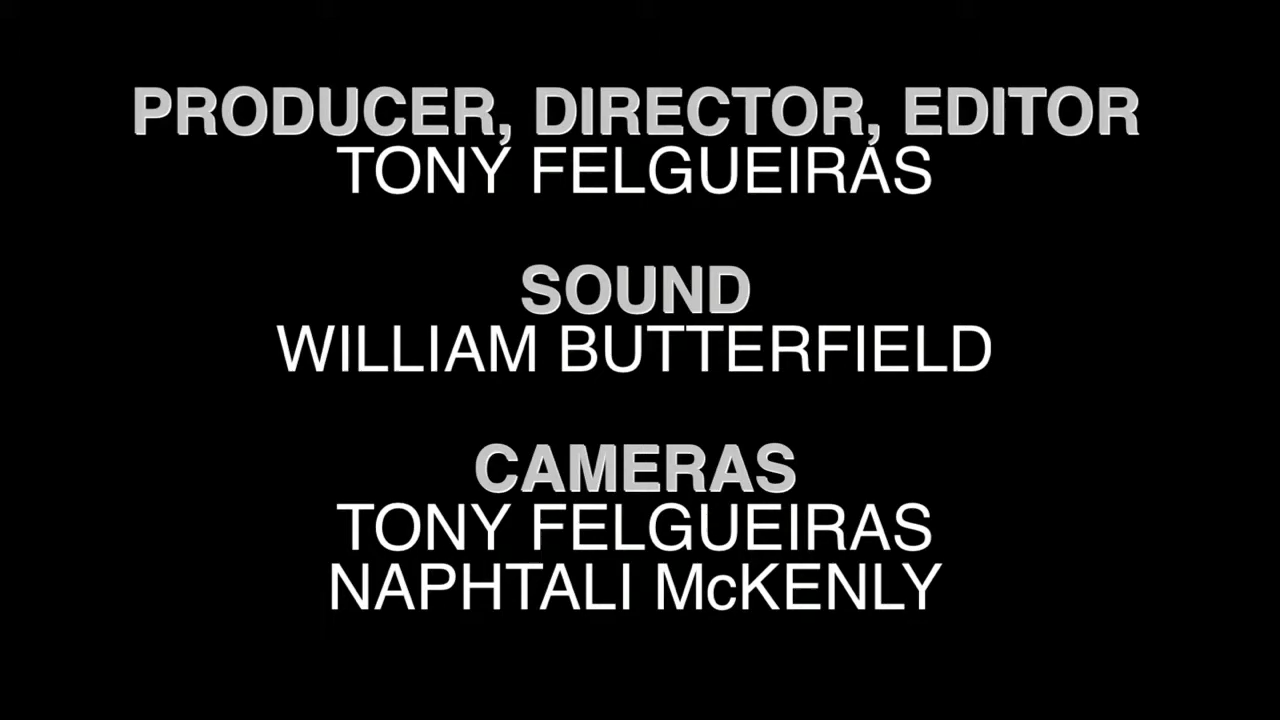 PRODUCER, DIRECTOR, EDITOR
TONY FELGUEIRAS
SOUND
WILLIAM BUTTERFIELD
CAMERAS
TONY FELGUEIRAS
NAPHTALI McKENLY